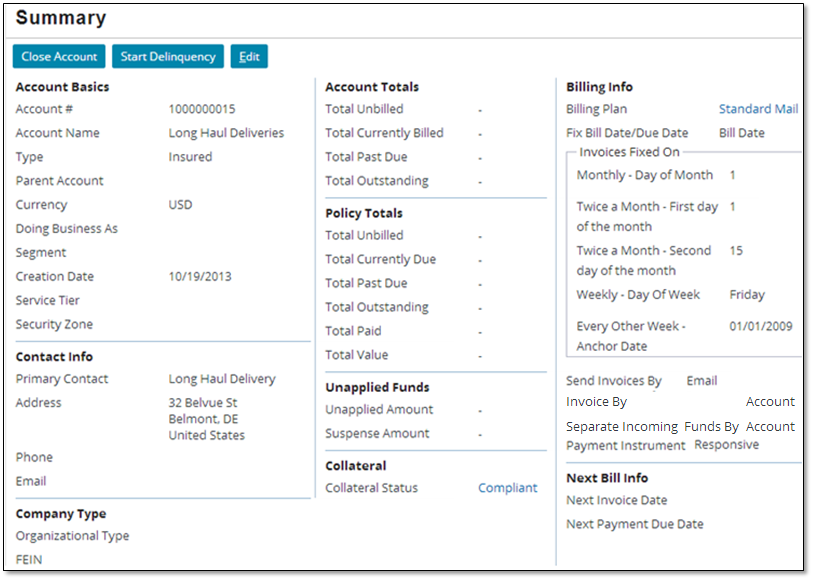 Summary
Close Account Start Delinquency Edit
Account Basics
Account # 1000000015
Account Name Long Haul Deliveries
Type Insured
Parent Account
Currency USD
Doing Business As
Segment
Creation Date 10/19/2013
Service Tier
Security Zone
Contact Info
Primary Contact Long Haul Delivery
Address 32 Belvue St
Belmont, DE
United States
Phone
Email
Company Type
Organizational Type
FEIN
Account Totals
Total Unbilled -
Total Currently Billed -
Total Past Due -
Total Outstanding -
Policy Totals
Total Unbilled -
Total Currently Due -
Total Past Due -
Total Outstanding -
Total Paid -
Total Value -
Unapplied Funds
Unapplied Amount -
Suspense Amount -
Collateral
Collateral Status Compliant
Billing Info
Billing Plan Standard Mail
Fix Bill Date/Due Date Bill Date
Invoices Fixed On
Monthly - Day of Month 1
Twice a Month - First day 1
of the month
Twice a Month - Second 15
day of the month
Weekly - Day Of Week Friday
Every Other Week - 01/01/2009
Anchor Date
Send Invoices By Email
Invoice By Account
Separate Incoming Funds By Account
Payment Instrument Responsive
Next Bill Info
Next Invoice Date
Next Payment Due Date